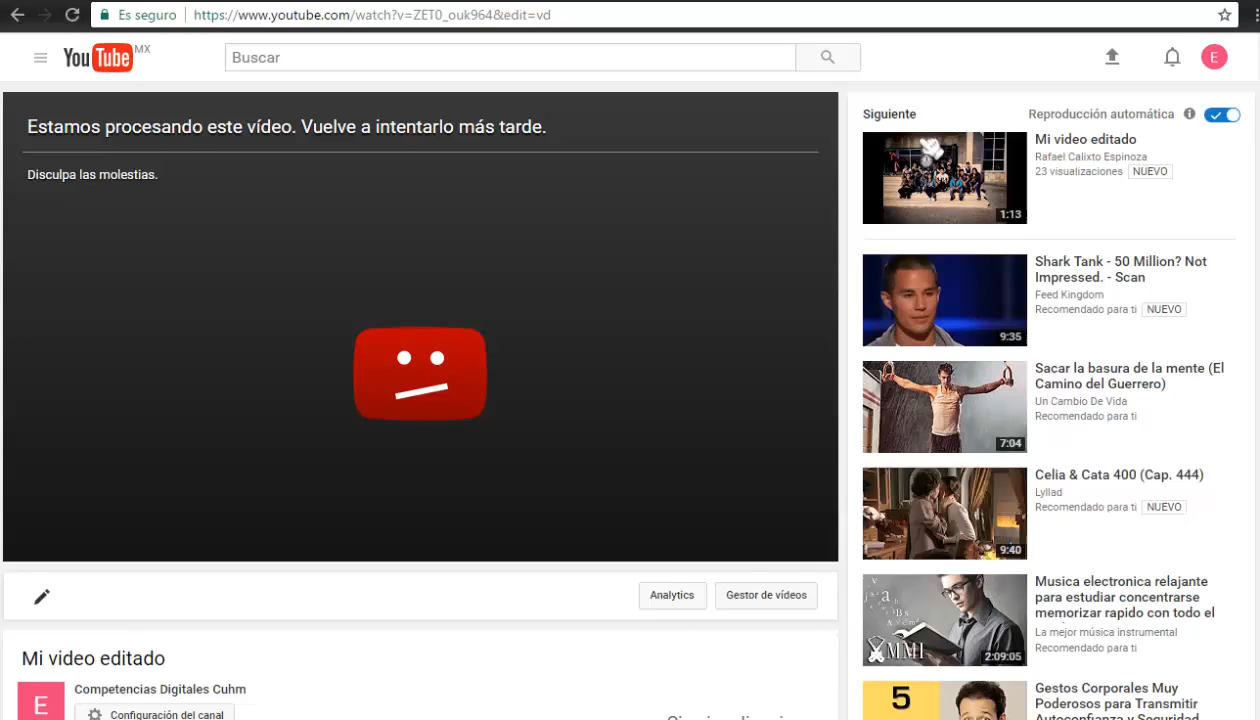 Es seguro
https://www.youtube.com/watch?v=ZET0_ouk964&edit=vd
YouTube MX
Buscar
E
Estamos procesando este vídeo. Vuelve a intentarlo más tarde.
Disculpa las molestias.
Analytics
Gestor de vídeos
Mi video editado
E
Competencias Digitales Cuhm
Configuración del canal
Siguiente
Reproducción automática
Mi video editado
Rafael Calixto Espinoza
23 visualizaciones NUEVO
1:13
Shark Tank - 50 Million? Not
Impressed. - Scan
Feed Kingdom
Recomendado para ti NUEVO
9:35
Sacar la basura de la mente (El
Camino del Guerrero)
Un Cambio De Vida
Recomendado para ti
7:04
Celia & Cata 400 (Cap. 444)
Lyllad
Recomendado para ti NUEVO
9:40
Musica electronica relajante
para estudiar concentrarse
memorizar rapido con todo el
La mejor música instrumental
Recomendado para ti
MMI
2:09:05
Gestos Corporales Muy
Poderosos para Transmitir
Autoconfianza y Seguridad
5